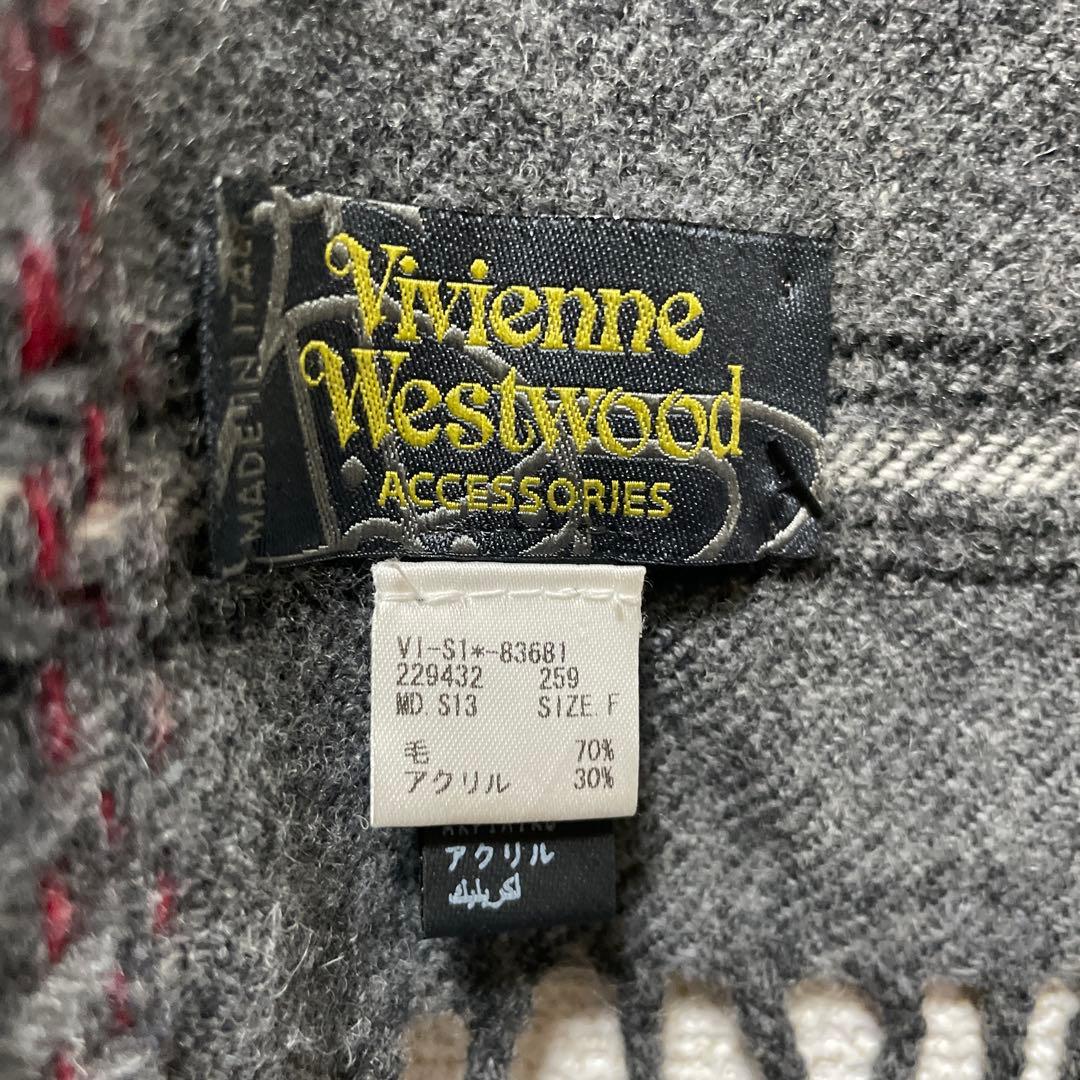 MADE IN ITALY
Vivienne
Westwood
ACCESSORIES
VI-S1*-83681
229432 259
MD. S13 SIZE. F
毛 70%
アクリル 30%
アクリル
اكريليك